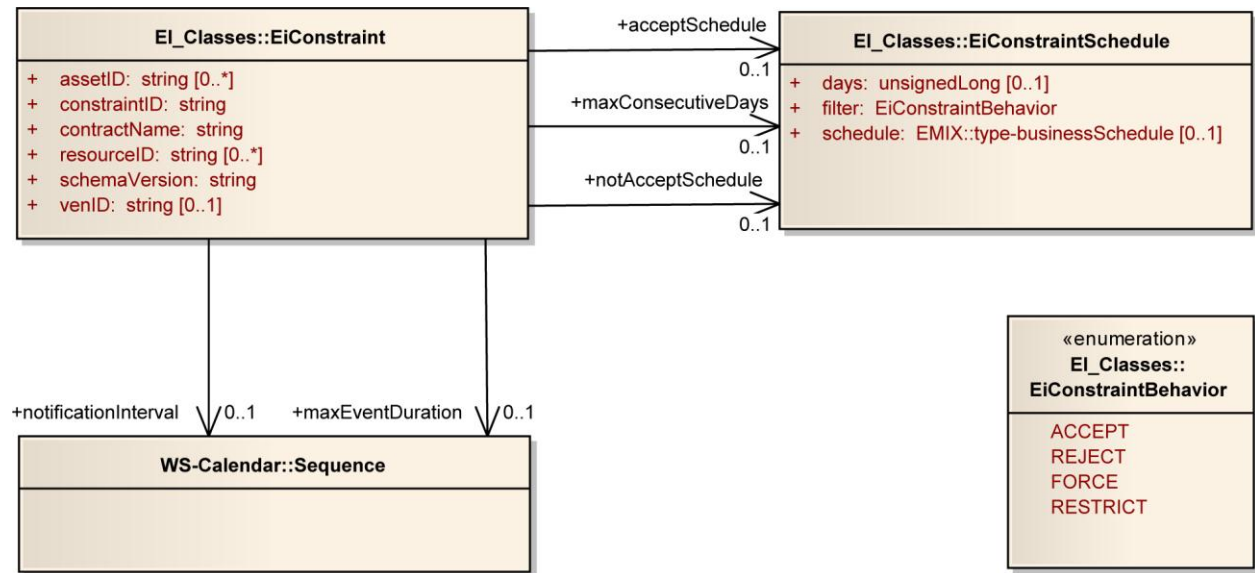 EI_Classes::EiConstraint
+ assetID: string [0..*]
+ constraintID: string
+ contractName: string
+ resourceID: string [0..*]
+ schemaVersion: string
+ venID: string [0..1]
+acceptSchedule
0..1
+maxConsecutiveDays
0..1
+notAcceptSchedule
0..1
EI_Classes::EiConstraintSchedule
+ days: unsignedLong [0..1]
+ filter: EiConstraintBehavior
+ schedule: EMIX::type-businessSchedule [0..1]
+notificationInterval
0..1
+maxEventDuration
0..1
WS-Calendar::Sequence
«enumeration»
EI_Classes::
EiConstraintBehavior
ACCEPT
REJECT
FORCE
RESTRICT